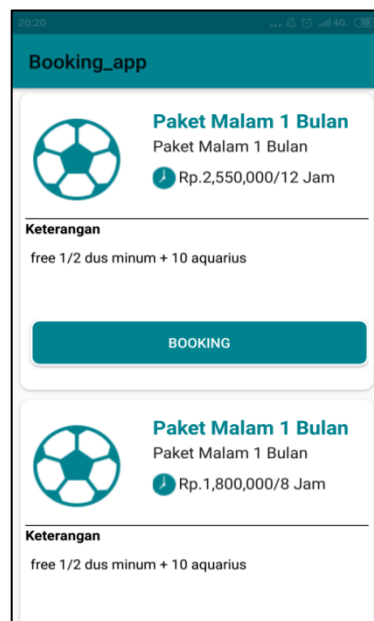 20:20 ... 4G 78
Booking_app
Paket Malam 1 Bulan
Paket Malam 1 Bulan
Rp.2,550,000/12 Jam
Keterangan
free 1/2 dus minum + 10 aquarius
BOOKING
Paket Malam 1 Bulan
Paket Malam 1 Bulan
Rp.1,800,000/8 Jam
Keterangan
free 1/2 dus minum + 10 aquarius